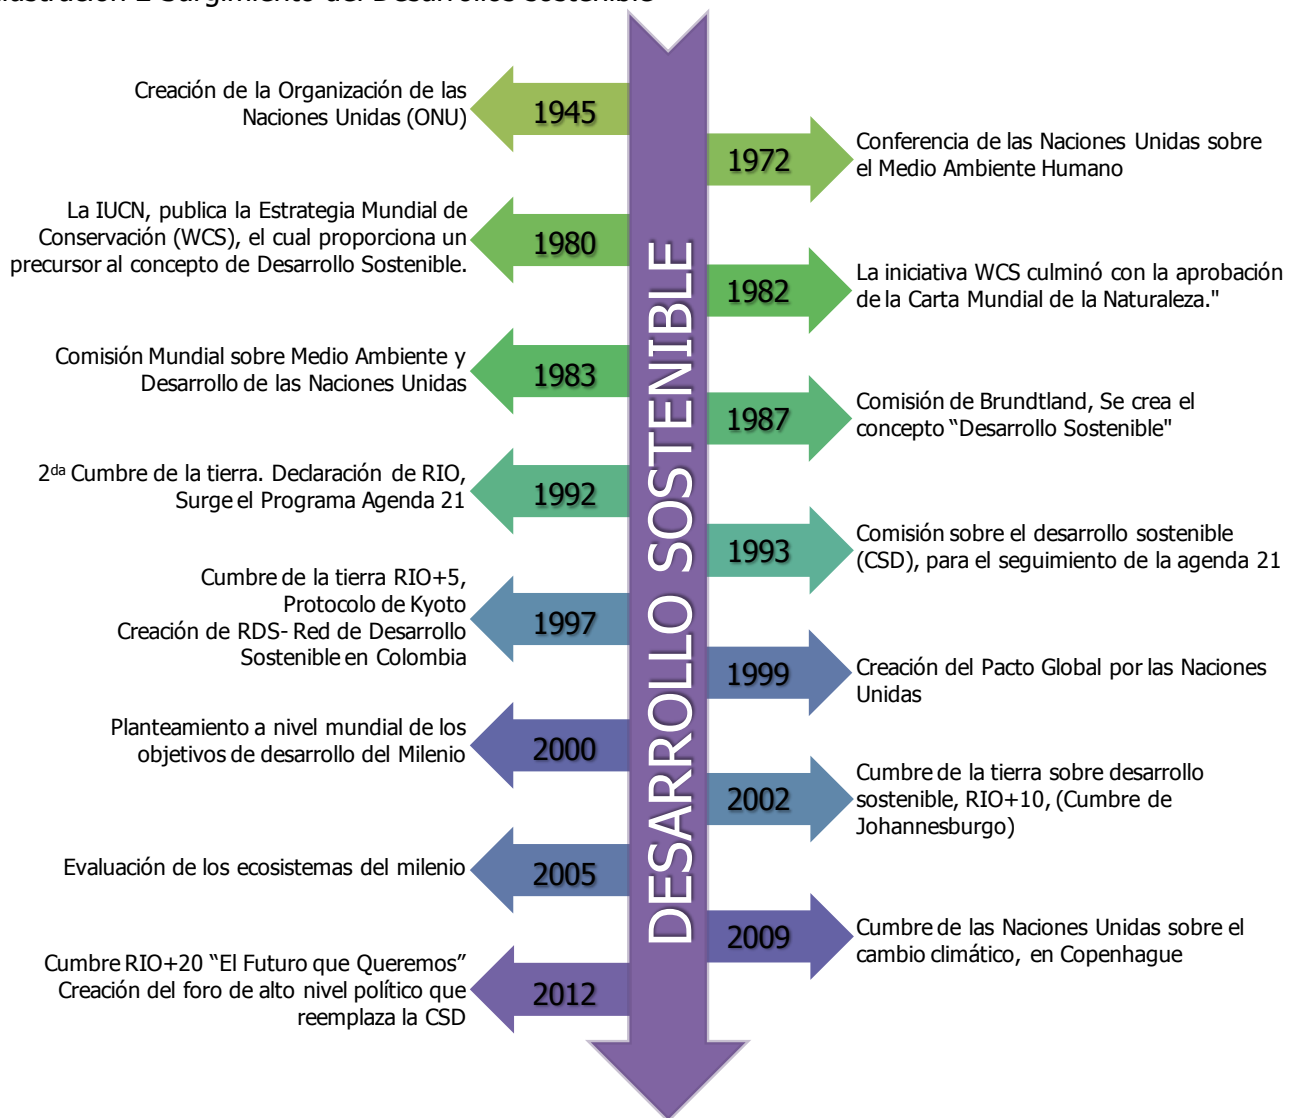 Surgimiento del Desarrollos Sostenible
Creación de la Organización de las
Naciones Unidas (ONU)
1945
1972
Conferencia de las Naciones Unidas sobre
el Medio Ambiente Humano
La IUCN, publica la Estrategia Mundial de
Conservación (WCS), el cual proporciona un
precursor al concepto de Desarrollo Sostenible.
1980
1982
La iniciativa WCS culminó con la aprobación
de la Carta Mundial de la Naturaleza."
Comisión Mundial sobre Medio Ambiente y
Desarrollo de las Naciones Unidas
1983
1987
Comisión de Brundtland, Se crea el
concepto “Desarrollo Sostenible"
2da Cumbre de la tierra. Declaración de RIO,
Surge el Programa Agenda 21
1992
1993
Comisión sobre el desarrollo sostenible
(CSD), para el seguimiento de la agenda 21
Cumbre de la tierra RIO+5,
Protocolo de Kyoto
Creación de RDS- Red de Desarrollo
Sostenible en Colombia
1997
1999
Creación del Pacto Global por las Naciones
Unidas
Planteamiento a nivel mundial de los
objetivos de desarrollo del Milenio
2000
2002
Cumbre de la tierra sobre desarrollo
sostenible, RIO+10, (Cumbre de
Johannesburgo)
Evaluación de los ecosistemas del milenio
2005
2009
Cumbre de las Naciones Unidas sobre el
cambio climático, en Copenhague
Cumbre RIO+20 “El Futuro que Queremos”
Creación del foro de alto nivel político que
reemplaza la CSD
2012
DESARROLLO SOSTENIBLE